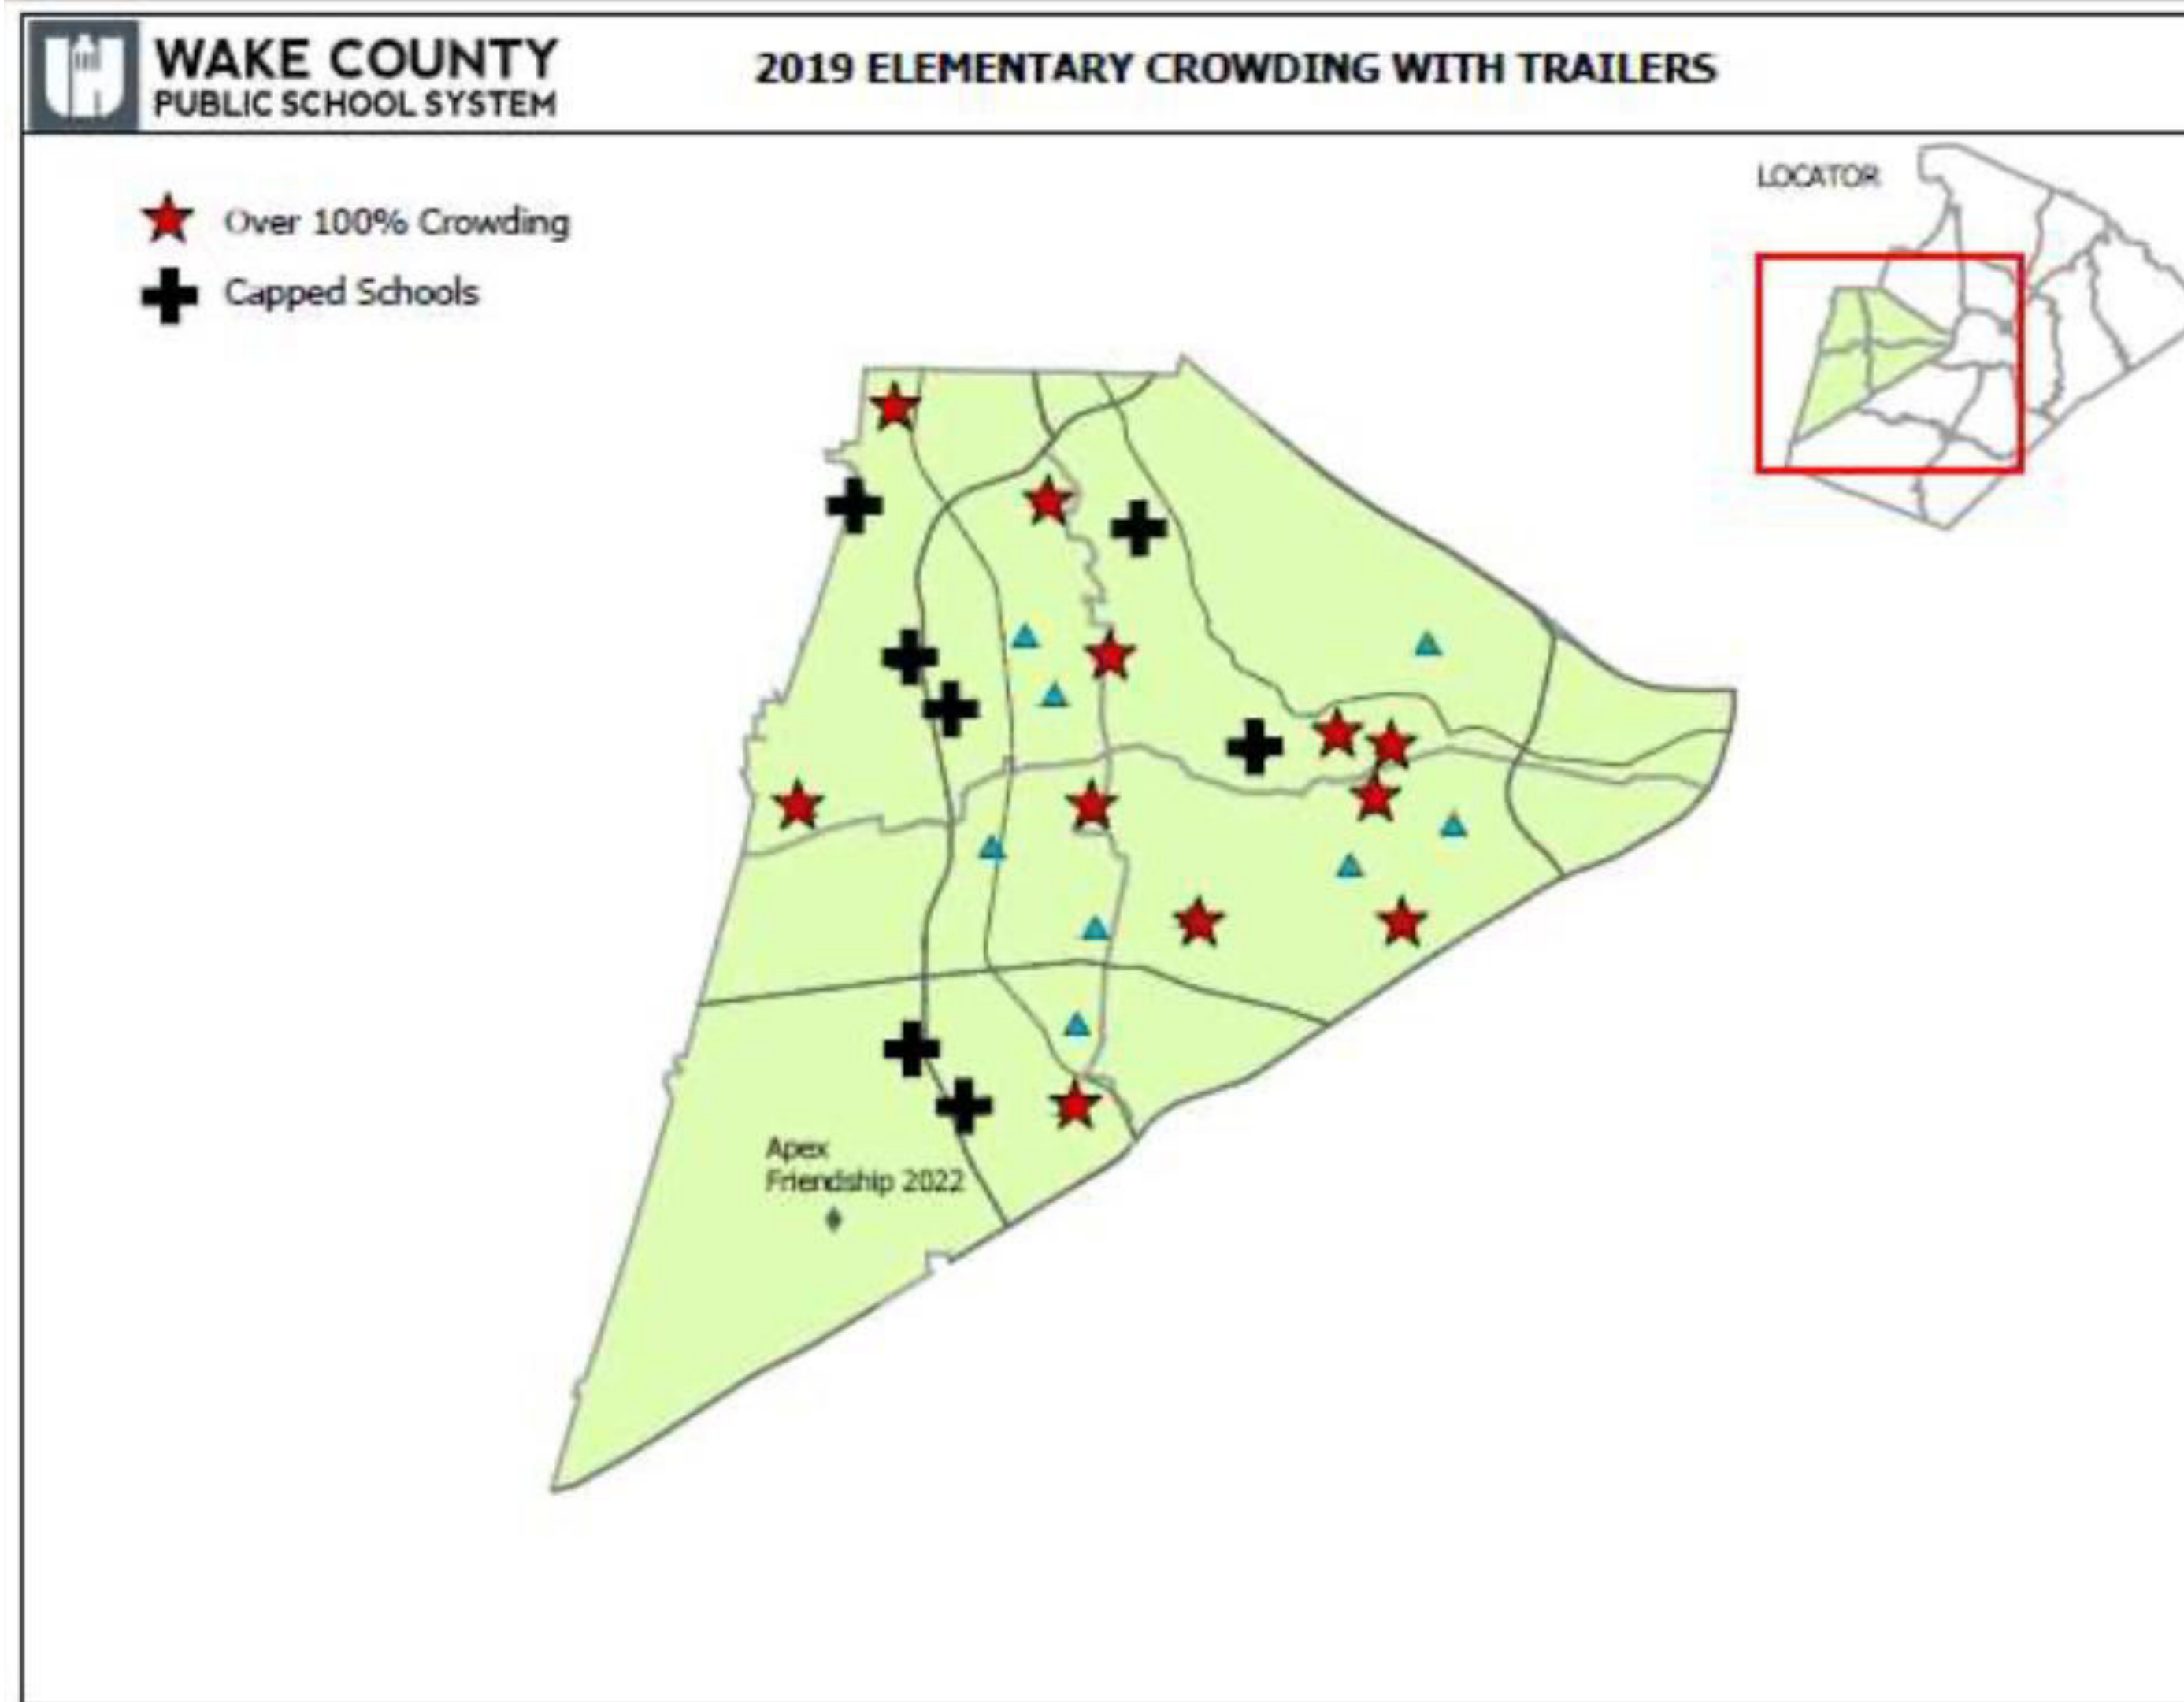 WAKE COUNTY
PUBLIC SCHOOL SYSTEM
2019 ELEMENTARY CROWDING WITH TRAILERS
LOCATOR
Over 100% Crowding
Capped Schools
Apex
Friendship 2022